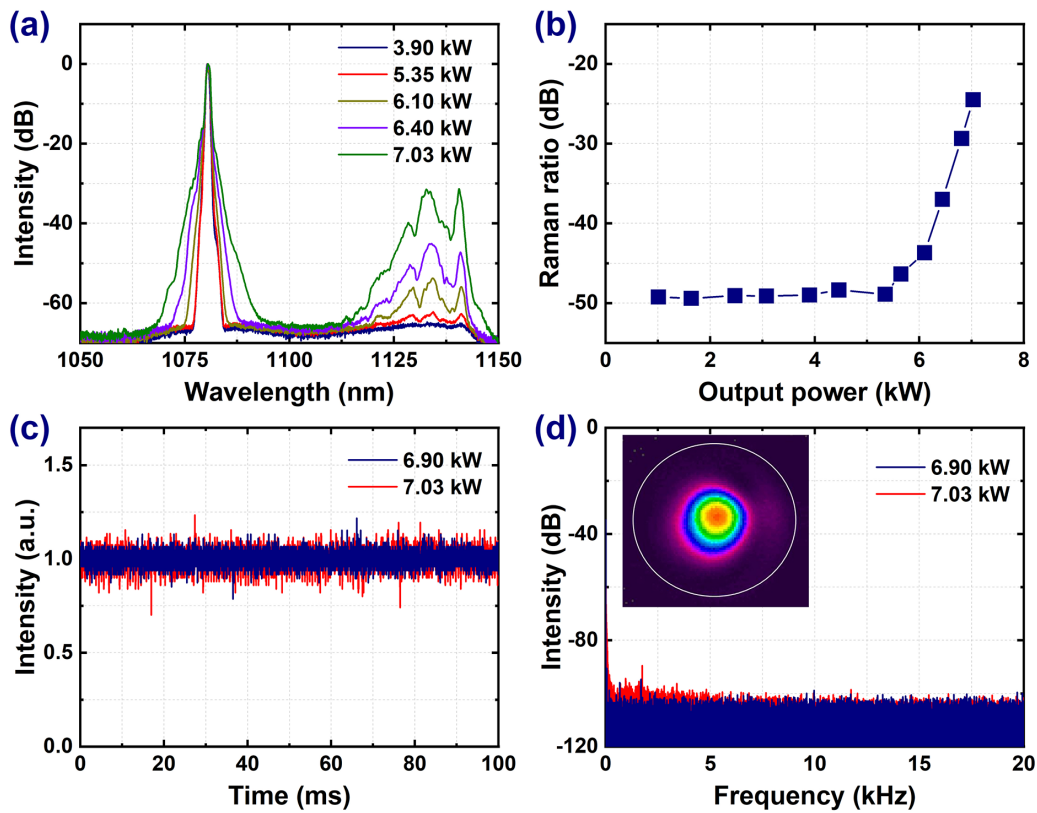 (a)
3.90 kW
5.35 kW
6.10 kW
6.40 kW
7.03 kW
0
-20
-40
-60
Intensity (dB)
1050
1075
1100
1125
1150
Wavelength (nm)
(b)
-20
-30
-40
-50
Raman ratio (dB)
0
2
4
6
8
Output power (kW)
(c)
6.90 kW
7.03 kW
1.5
1.0
0.5
0.0
Intensity (a.u.)
0
20
40
60
80
100
Time (ms)
(d)
6.90 kW
7.03 kW
0
-40
-80
-120
Intensity (dB)
0
5
10
15
20
Frequency (kHz)